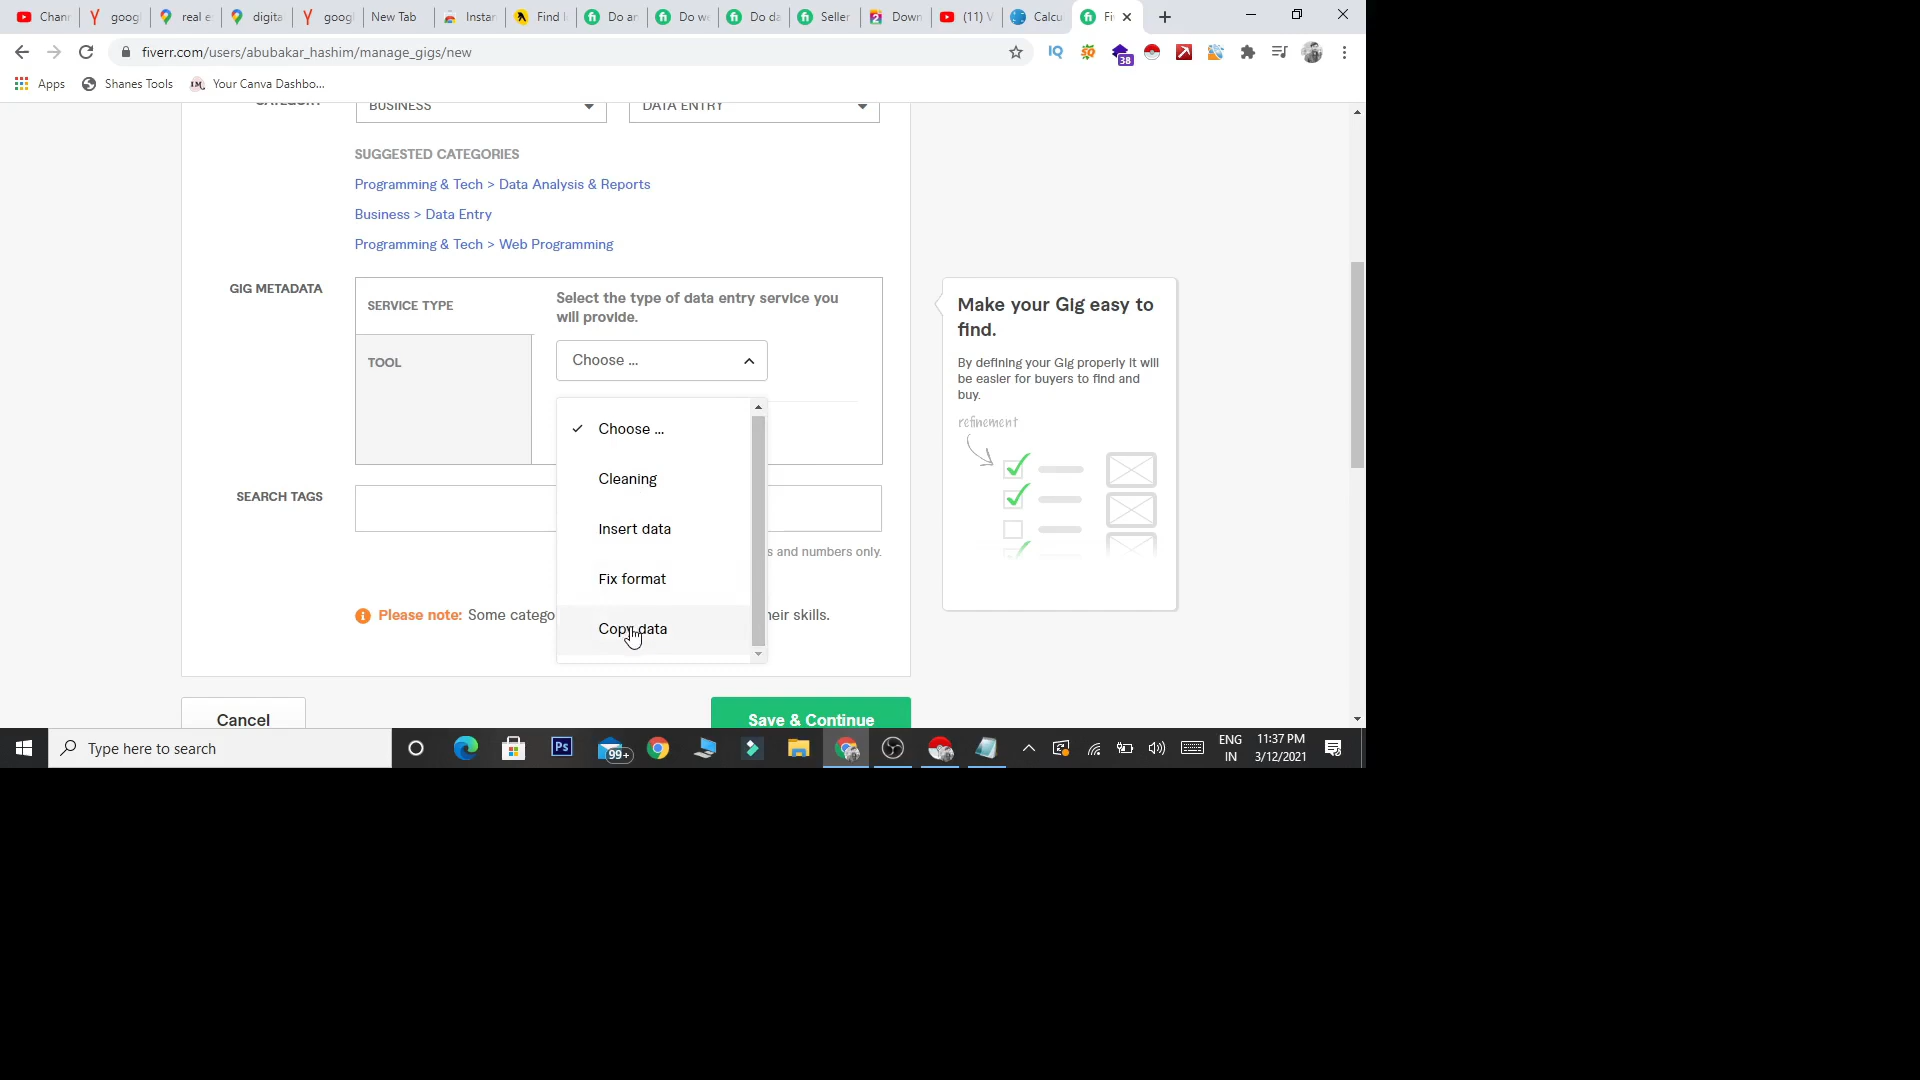 Chan
goog
real e
digita
goog
New Tab
Instar
Find
Do an
Do w
Do da
Seller
Down
(11)
Calcu
Fi
fiverr.com/users/abubakar_hashim/manage_gigs/new
38
Apps
Shanes Tools
Your Canva Dashbo...
CATEGORY
BUSINESS
DATA ENTRY
SUGGESTED CATEGORIES
Programming & Tech > Data Analysis & Reports
Business > Data Entry
Programming & Tech > Web Programming
GIG METADATA
SERVICE TYPE
Select the type of data entry service you
will provide.
TOOL
Choose ...
Choose ...
Cleaning
Insert data
Fix format
Copy data
SEARCH TAGS
s and numbers only.
Please note: Some catego
heir skills.
Cancel
Save & Continue
Make your Gig easy to
find.
By defining your Gig properly it will
be easier for buyers to find and
buy.
refinement
Type here to search
Ps
99+
ENG
IN
11:37 PM
3/12/2021